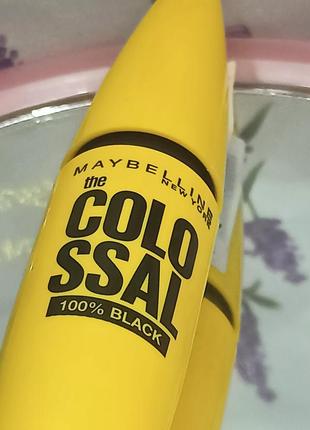 MAYBELLINE
NEW YORK
the
COLO
SSAL
100% BLACK